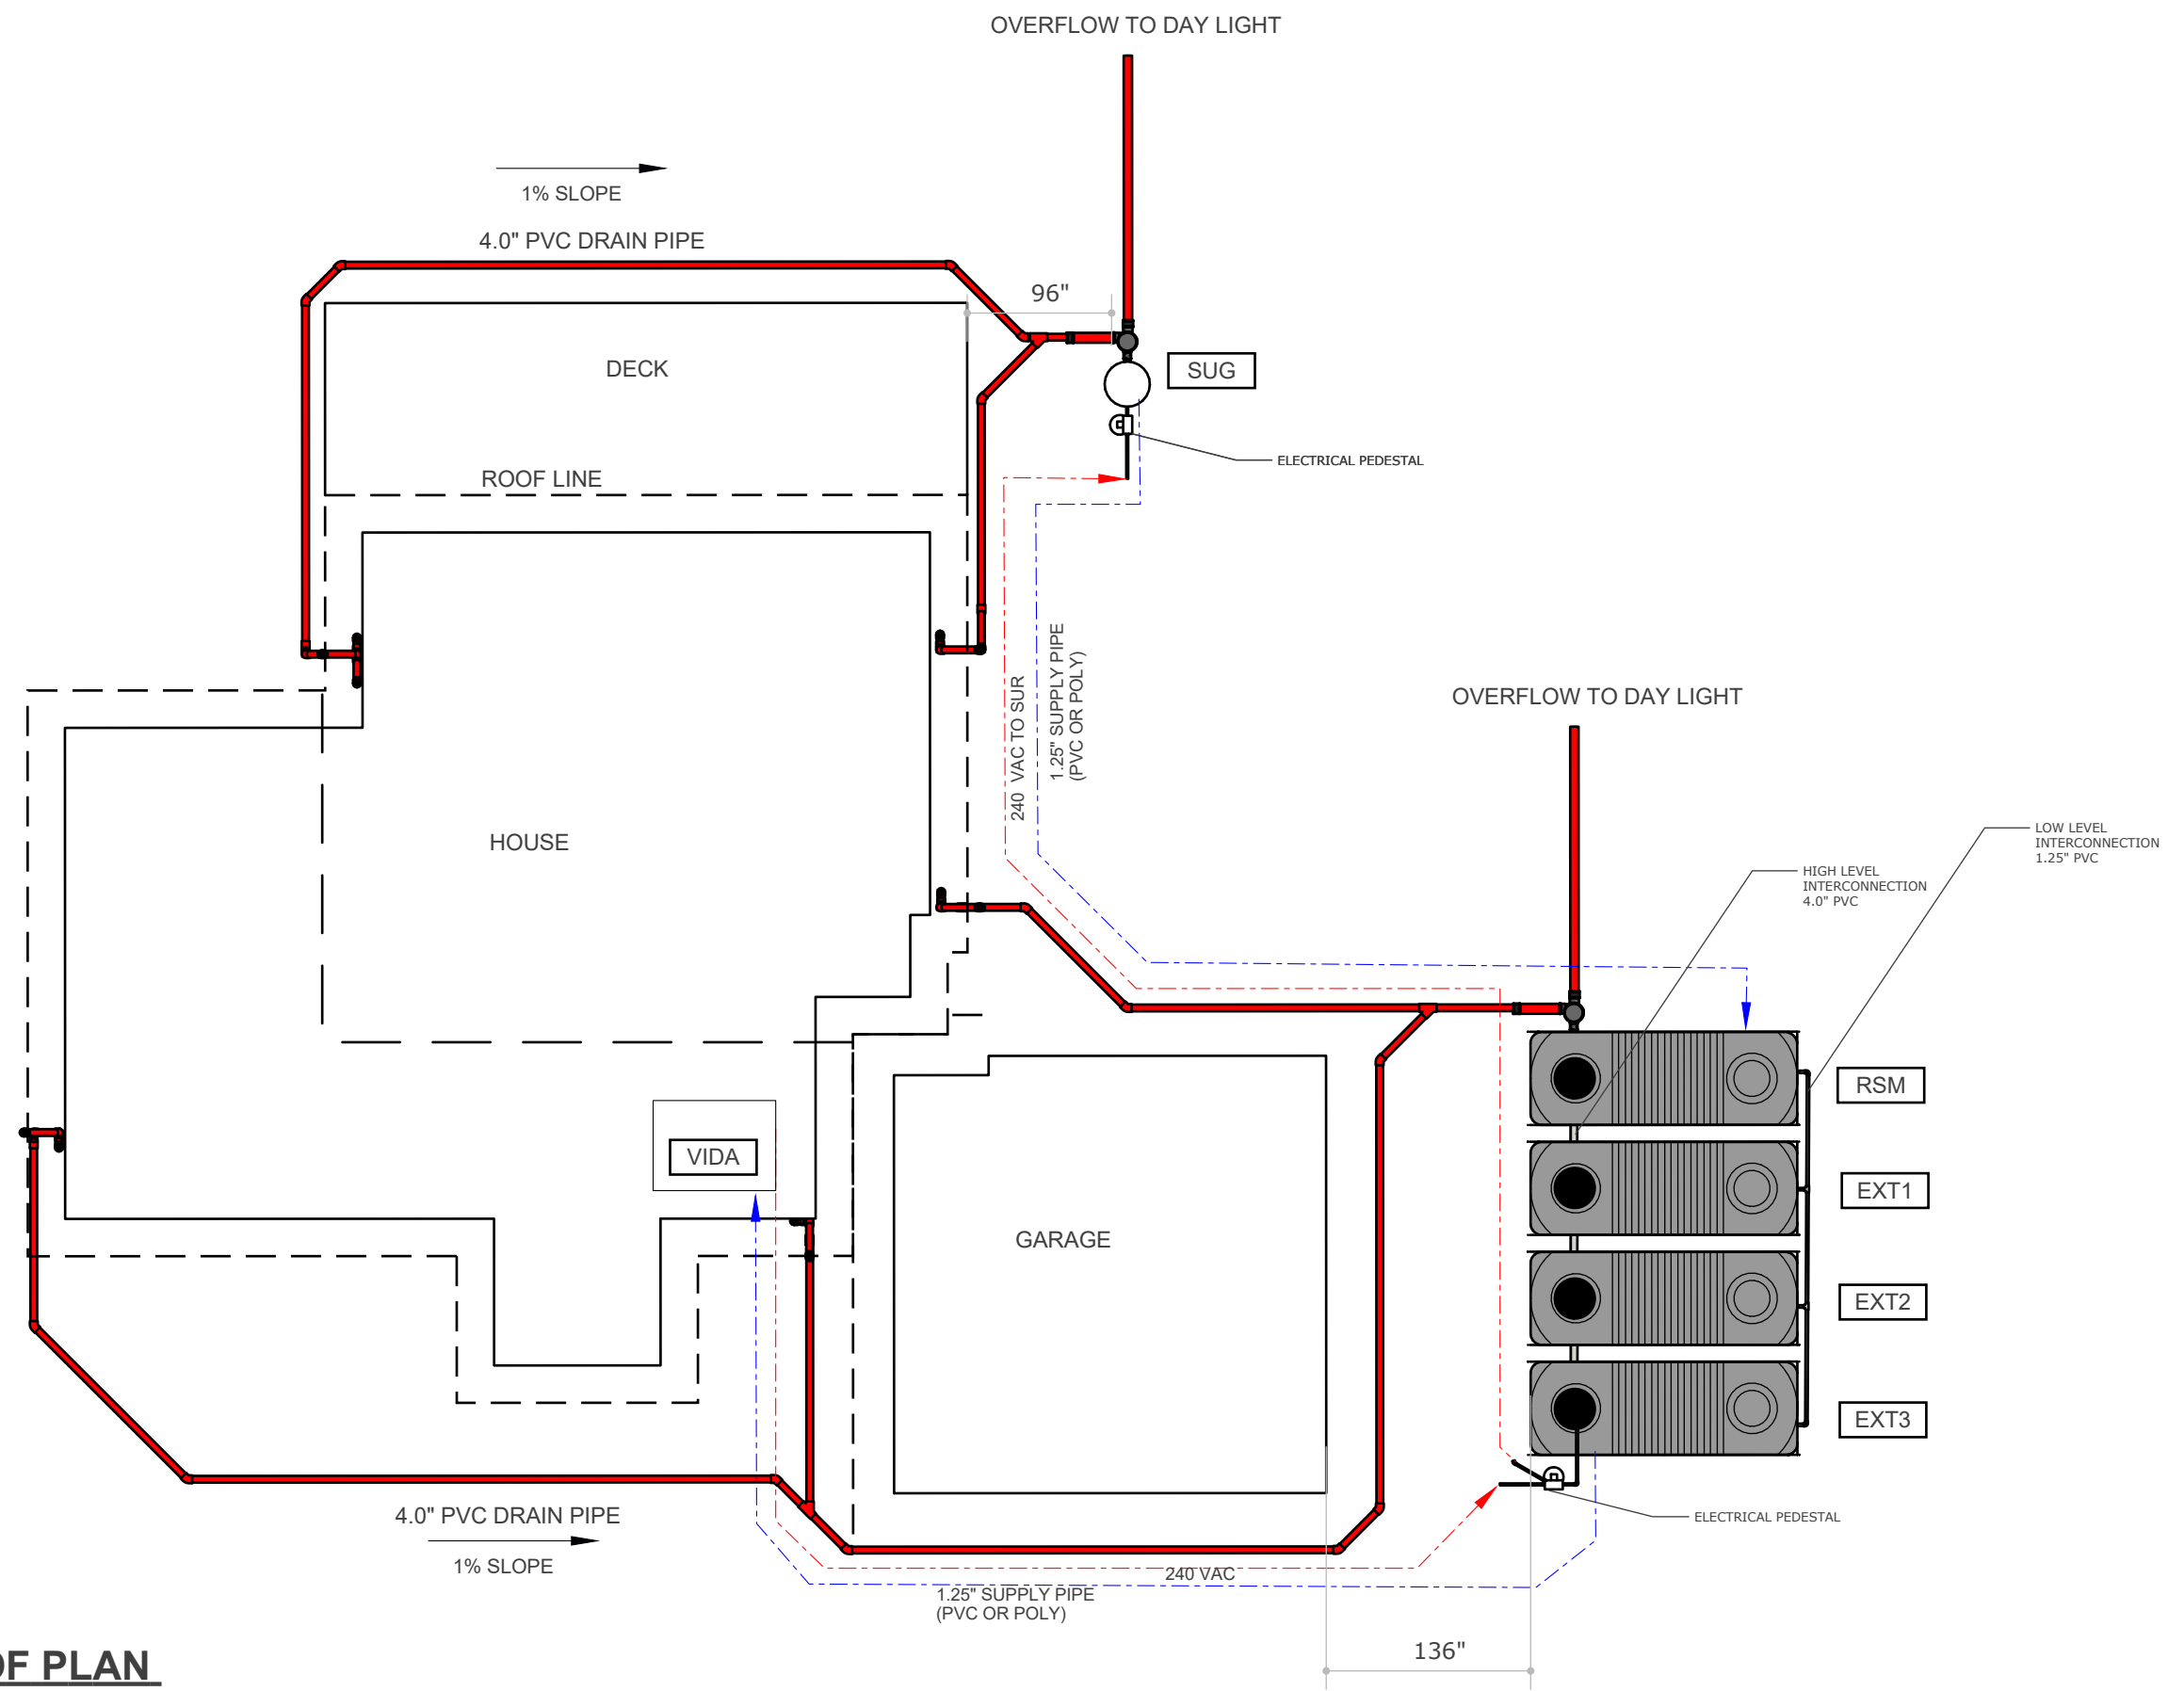 OVERFLOW TO DAY LIGHT
1% SLOPE
4.0" PVC DRAIN PIPE
96"
DECK
SUG
ELECTRICAL PEDESTAL
ROOF LINE
240 VAC TO SUR
1.25" SUPPLY PIPE
(PVC OR POLY)
OVERFLOW TO DAY LIGHT
HOUSE
LOW LEVEL
INTERCONNECTION
1.25" PVC
HIGH LEVEL
INTERCONNECTION
4.0" PVC
RSM
VIDA
EXT1
GARAGE
EXT2
EXT3
4.0" PVC DRAIN PIPE
1% SLOPE
ELECTRICAL PEDESTAL
240 VAC
1.25" SUPPLY PIPE
(PVC OR POLY)
136"
PLAN